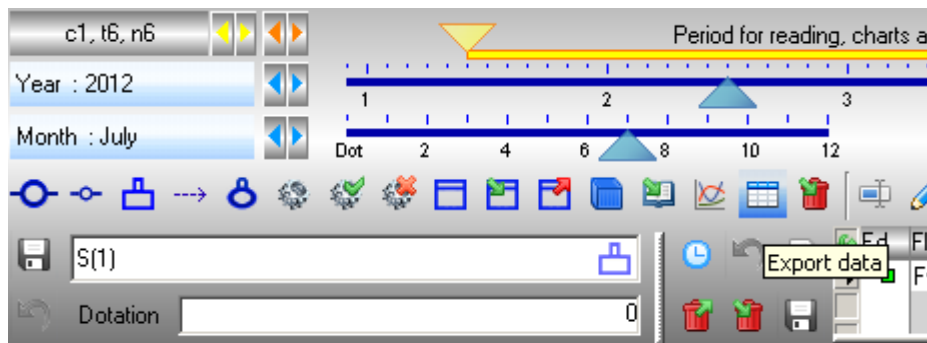 c1, t6, n6
Period for reading, charts a
Year : 2012
1 2 3
Month : July
Dot 2 4 6 8 10 12
S(1)
Export data
Ed
Dotation 0